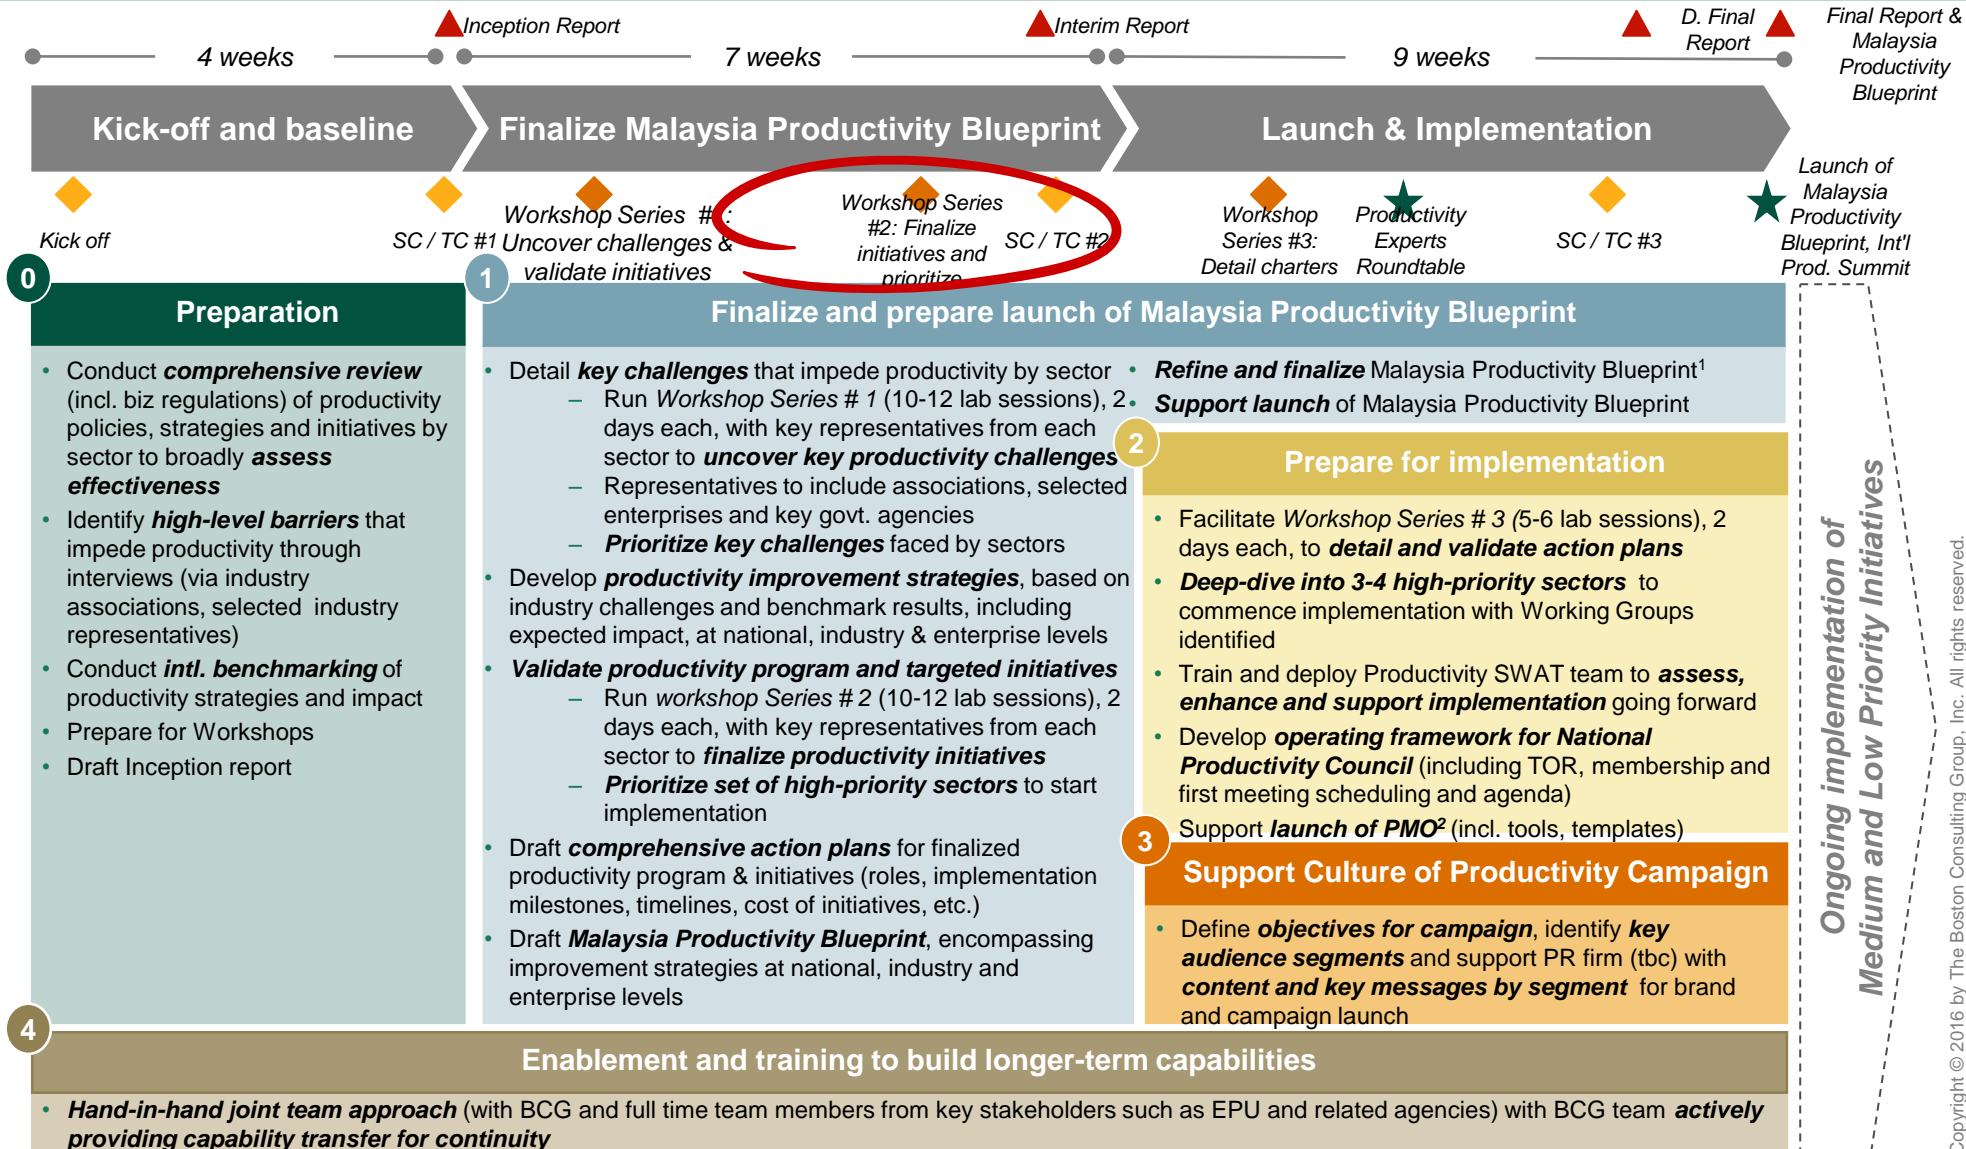 Inception Report
Interim Report
D. Final
Report
Final Report &
Malaysia
Productivity
Blueprint
4 weeks
7 weeks
9 weeks
Kick-off and baseline
Finalize Malaysia Productivity Blueprint
Launch & Implementation
Kick off
SC / TC #1
Workshop Series #1:
Uncover challenges &
validate initiatives
Workshop Series
#2: Finalize
initiatives and
prioritize
SC / TC #2
Workshop
Series #3:
Detail charters
Productivity
Experts
Roundtable
SC / TC #3
Launch of
Malaysia
Productivity
Blueprint, Int'l
Prod. Summit
0
Preparation
• Conduct comprehensive review
(incl. biz regulations) of productivity
policies, strategies and initiatives by
sector to broadly assess
effectiveness
• Identify high-level barriers that
impede productivity through
interviews (via industry
associations, selected industry
representatives)
• Conduct intl. benchmarking of
productivity strategies and impact
• Prepare for Workshops
• Draft Inception report
1
Finalize and prepare launch of Malaysia Productivity Blueprint
• Detail key challenges that impede productivity by sector
– Run Workshop Series # 1 (10-12 lab sessions), 2
days each, with key representatives from each
sector to uncover key productivity challenges
– Representatives to include associations, selected
enterprises and key govt. agencies
– Prioritize key challenges faced by sectors
• Develop productivity improvement strategies, based on
industry challenges and benchmark results, including
expected impact, at national, industry & enterprise levels
• Validate productivity program and targeted initiatives
– Run workshop Series # 2 (10-12 lab sessions), 2
days each, with key representatives from each
sector to finalize productivity initiatives
– Prioritize set of high-priority sectors to start
implementation
• Draft comprehensive action plans for finalized
productivity program & initiatives (roles, implementation
milestones, timelines, cost of initiatives, etc.)
• Draft Malaysia Productivity Blueprint, encompassing
improvement strategies at national, industry and
enterprise levels
• Refine and finalize Malaysia Productivity Blueprint1
• Support launch of Malaysia Productivity Blueprint
2
Prepare for implementation
• Facilitate Workshop Series # 3 (5-6 lab sessions), 2
days each, to detail and validate action plans
• Deep-dive into 3-4 high-priority sectors to
commence implementation with Working Groups
identified
• Train and deploy Productivity SWAT team to assess,
enhance and support implementation going forward
• Develop operating framework for National
Productivity Council (including TOR, membership and
first meeting scheduling and agenda)
Support launch of PMO2 (incl. tools, templates)
3
Support Culture of Productivity Campaign
• Define objectives for campaign, identify key
audience segments and support PR firm (tbc) with
content and key messages by segment for brand
and campaign launch
Ongoing implementation of
Medium and Low Priority Initiatives
4
Enablement and training to build longer-term capabilities
• Hand-in-hand joint team approach (with BCG and full time team members from key stakeholders such as EPU and related agencies) with BCG team actively
providing capability transfer for continuity
Copyright © 2016 by The Boston Consulting Group, Inc. All rights reserved.